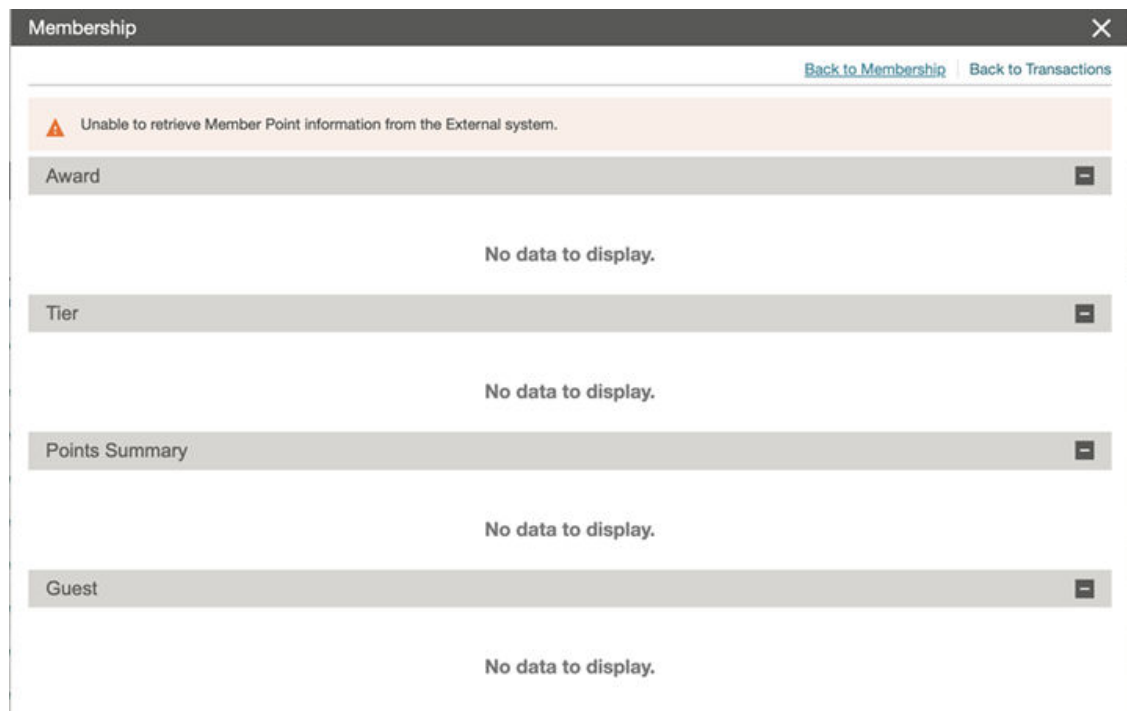 Membership
Back to Membership Back to Transactions
Unable to retrieve Member Point information from the External system.
Award
No data to display.
Tier
No data to display.
Points Summary
No data to display.
Guest
No data to display.